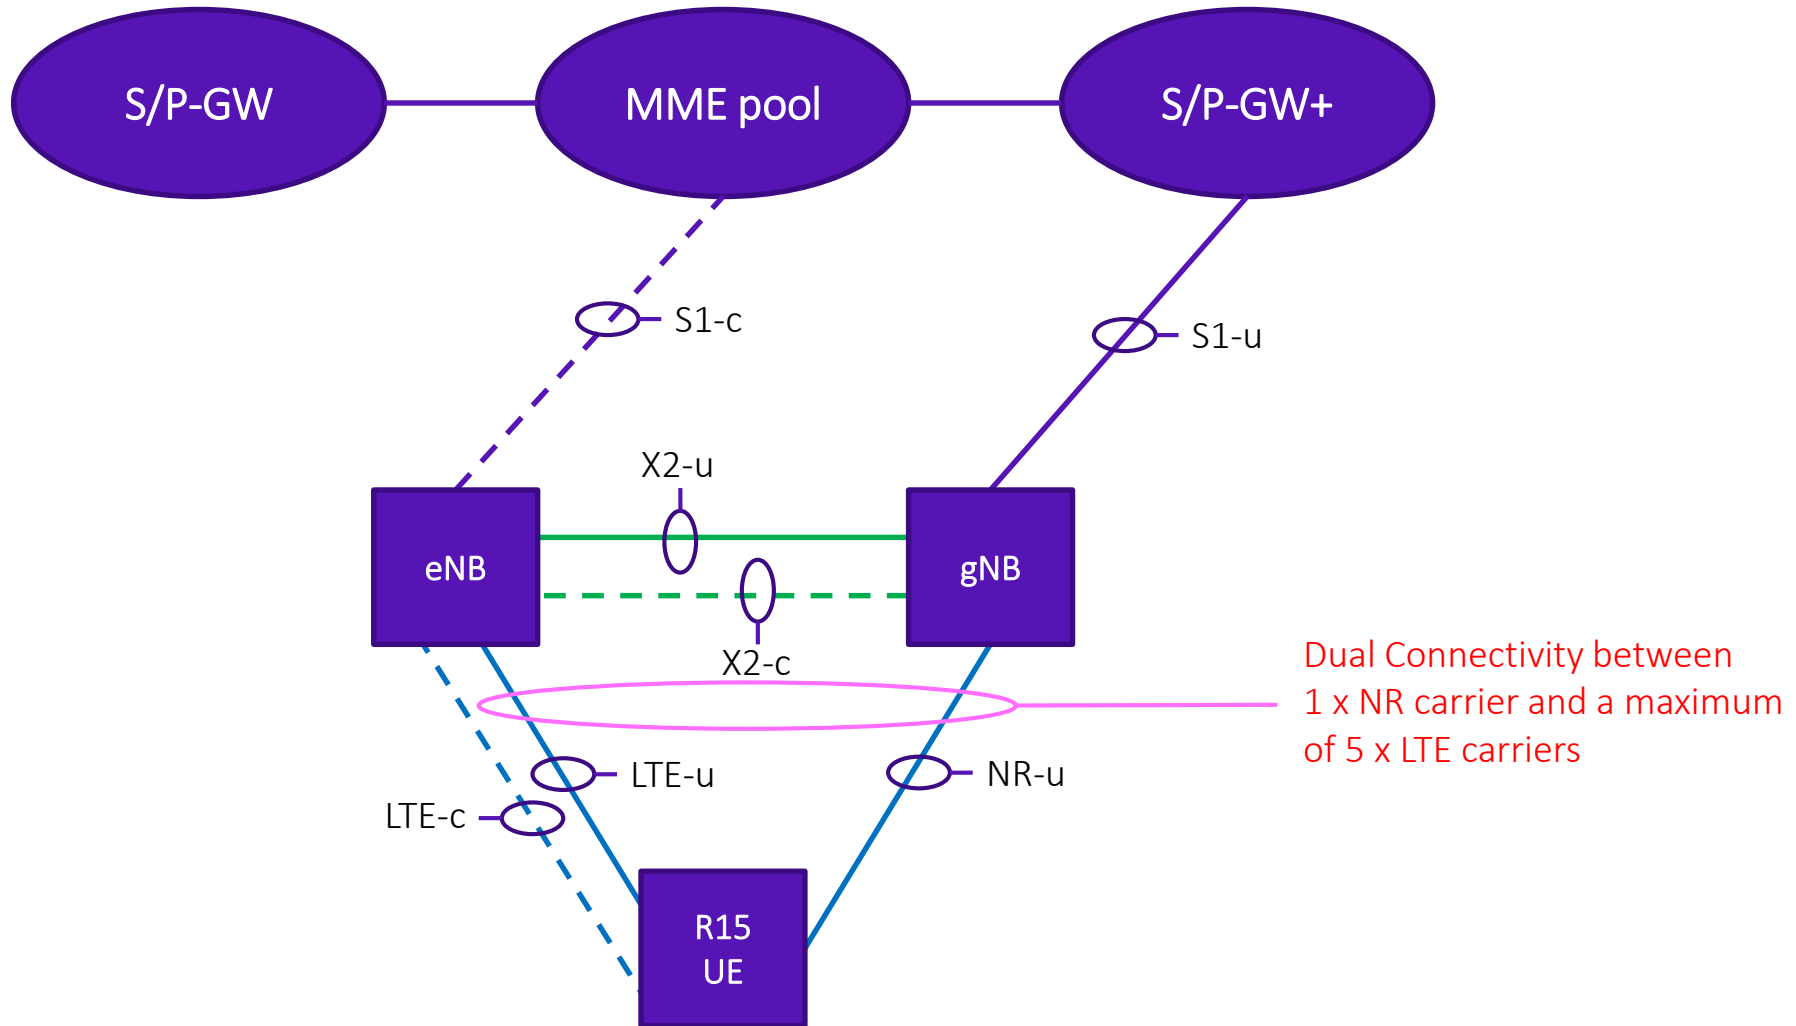 S/P-GW
MME pool
S/P-GW+
S1-c
S1-u
X2-u
eNB
gNB
X2-c
Dual Connectivity between
1 x NR carrier and a maximum
of 5 x LTE carriers
LTE-u
NR-u
LTE-c
R15
UE